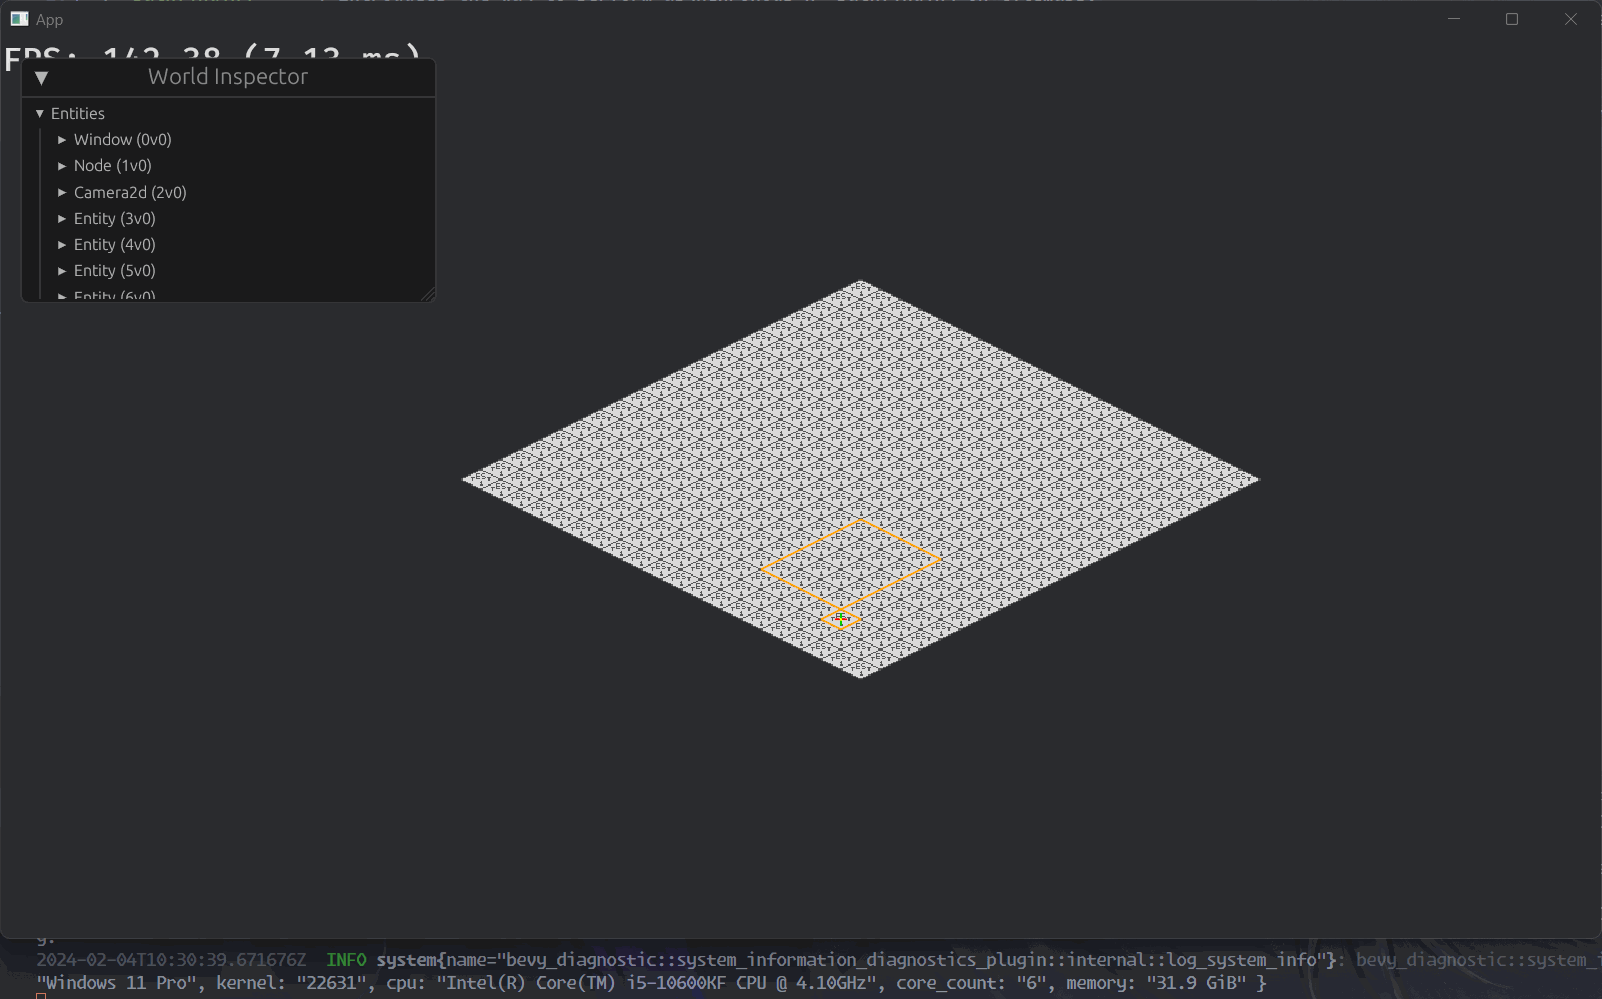 App
FPS: 142.38 (7.13 ms)
▼ World Inspector
▼ Entities
► Window (0v0)
► Node (1v0)
► Camera2d (2v0)
► Entity (3v0)
► Entity (4v0)
► Entity (5v0)
► Entity (6v0)
TEST
g:
2024-02-04T10:30:39.671676Z INFO system{name="bevy_diagnostic::system_information_diagnostics_plugin::internal::log_system_info"}: bevy_diagnostic::system_i
"Windows 11 Pro", kernel: "22631", cpu: "Intel(R) Core(TM) i5-10600KF CPU @ 4.10GHz", core_count: "6", memory: "31.9 GiB" }